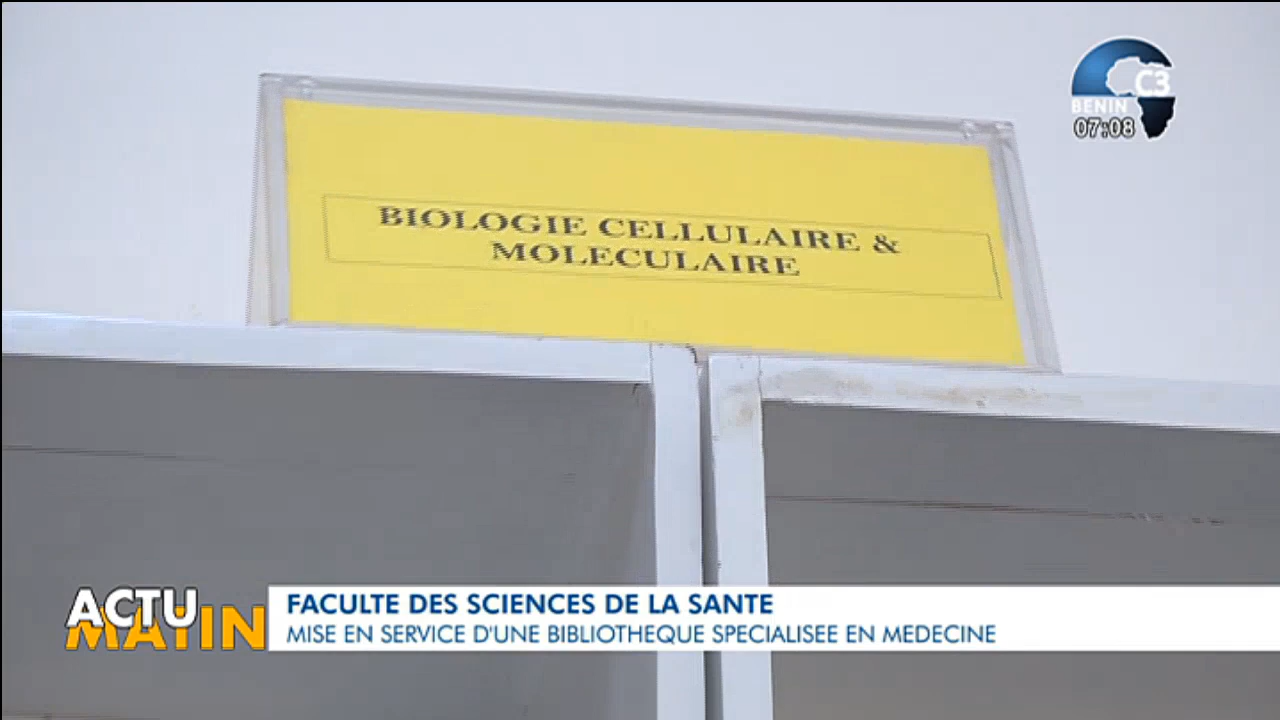 C3
BENIN
07:08
BIOLOGIE CELLULAIRE &
MOLECULAIRE
ACTU
MATIN
FACULTE DES SCIENCES DE LA SANTE
MISE EN SERVICE D'UNE BIBLIOTHEQUE SPECIALISEE EN MEDECINE